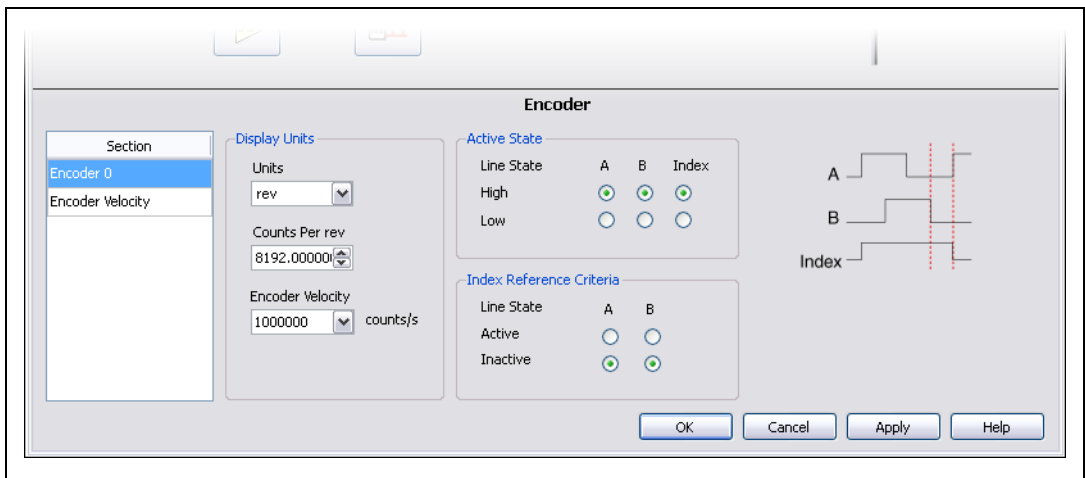 Encoder
Section
Encoder 0
Encoder Velocity
Display Units
Units
rev
Counts Per rev
8192.00000
Encoder Velocity
1000000 counts/s
Active State
Line State A B Index
High
Low
Index Reference Criteria
Line State A B
Active
Inactive
A
B
Index
OK Cancel Apply Help